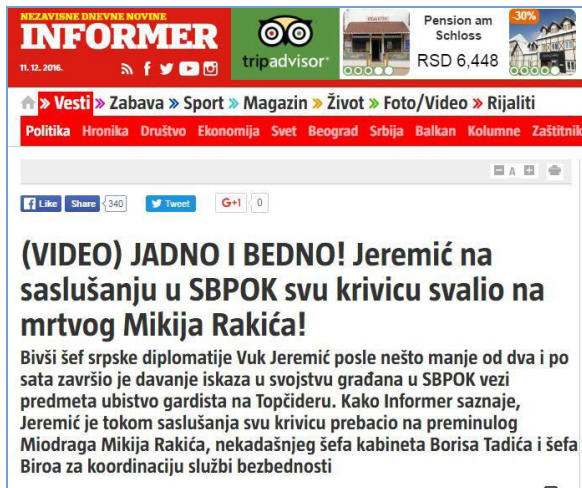 NEZAVISNE DNEVNE NOVINE
INFORMER
11. 12. 2016.
tripadvisor
Pension am
Schloss
RSD 6,448
-30%
» Vesti » Zabava » Sport » Magazin » Život » Foto/Video » Rijaliti
Politika Hronika Društvo Ekonomija Svet Beograd Srbija Balkan Kolumne Zaštitnik
A
Like Share 340 Tweet G+1 0
(VIDEO) JADNO I BEDNO! Jeremić na
saslušanju u SBPOK svu krivicu svalio na
mrtvog Mikija Rakića!
Bivši šef srpske diplomatije Vuk Jeremić posle nešto manje od dva i po
sata završio je davanje iskaza u svojstvu građana u SBPOK vezi
predmeta ubistvo gardista na Topčideru. Kako Informer saznaje,
Jeremić je tokom saslušanja svu krivicu prebacio na preminulog
Miodraga Mikija Rakića, nekadašnjeg šefa kabineta Borisa Tadića i šefa
Biroa za koordinaciju službi bezbednosti